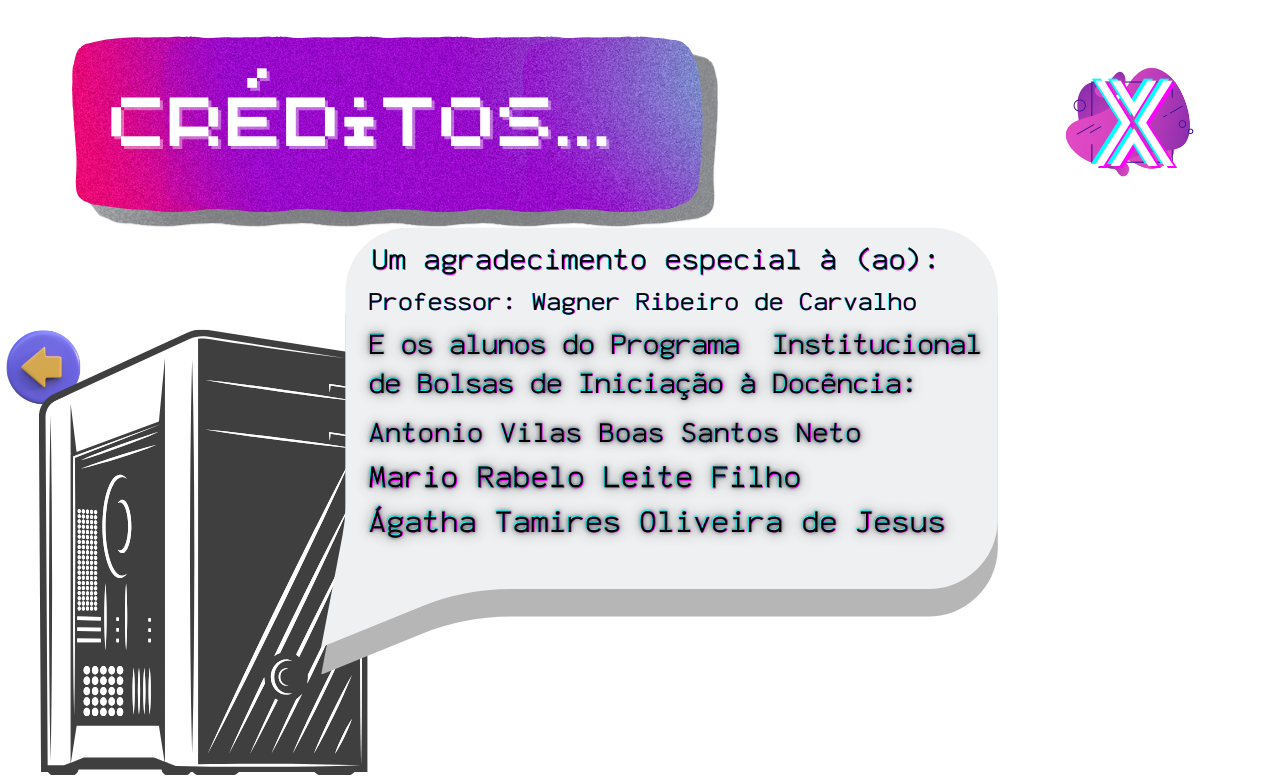 CRÉDiTOS...
X
Um agradecimento especial à (ao):
Professor: Wagner Ribeiro de Carvalho
E os alunos do Programa  Institucional
de Bolsas de Iniciação à Docência:
Antonio Vilas Boas Santos Neto
Mario Rabelo Leite Filho
Ágatha Tamires Oliveira de Jesus